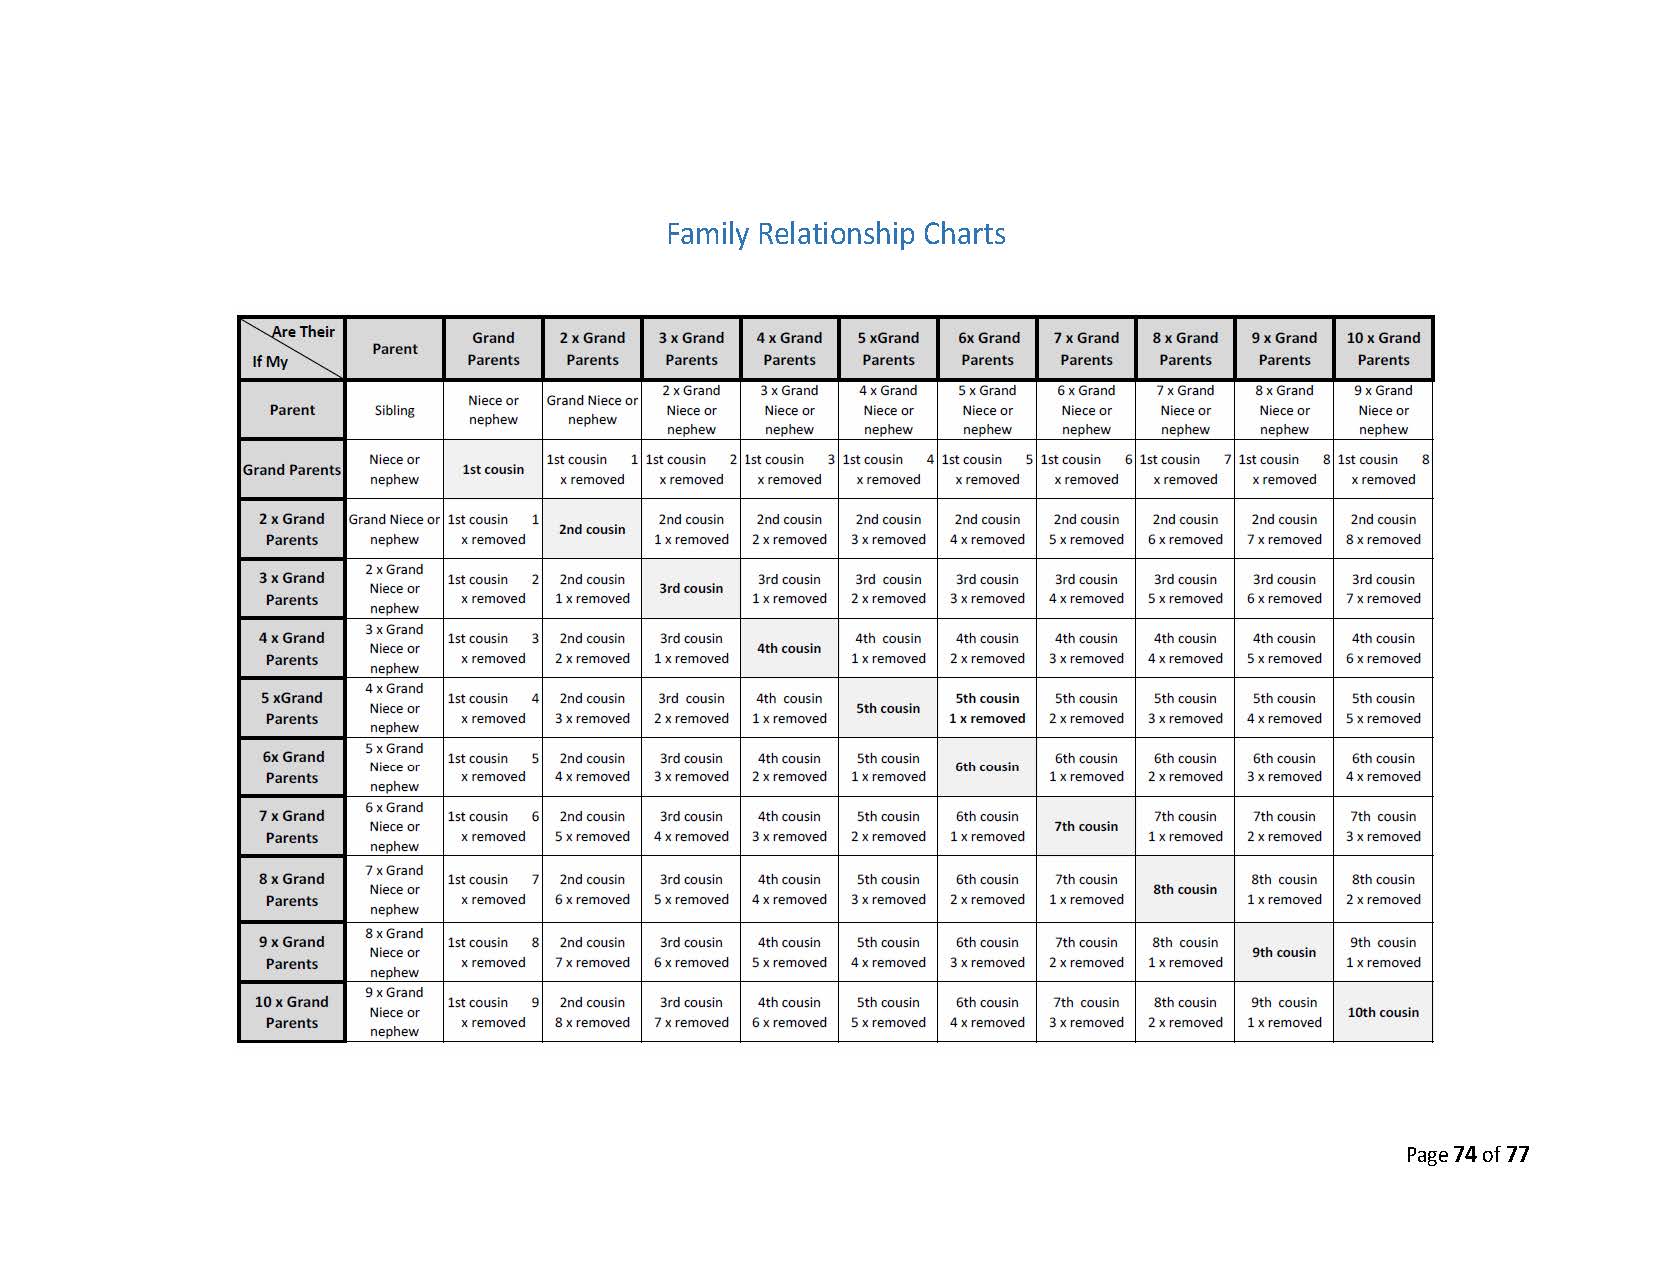 Family Relationship Charts
Are Their
If My
Parent
Grand Parents
2 x Grand Parents
3 x Grand Parents
4 x Grand Parents
5 xGrand Parents
6x Grand Parents
7 x Grand Parents
8 x Grand Parents
9 x Grand Parents
10 x Grand Parents
Parent
Sibling
Niece or nephew
Grand Niece or nephew
2 x Grand Niece or nephew
3 x Grand Niece or nephew
4 x Grand Niece or nephew
5 x Grand Niece or nephew
6 x Grand Niece or nephew
7 x Grand Niece or nephew
8 x Grand Niece or nephew
9 x Grand Niece or nephew
Grand Parents
Niece or nephew
1st cousin
1st cousin 1 x removed
1st cousin 2 x removed
1st cousin 3 x removed
1st cousin 4 x removed
1st cousin 5 x removed
1st cousin 6 x removed
1st cousin 7 x removed
1st cousin 8 x removed
1st cousin 8 x removed
2 x Grand Parents
Grand Niece or nephew
1st cousin 1 x removed
2nd cousin
2nd cousin 1 x removed
2nd cousin 2 x removed
2nd cousin 3 x removed
2nd cousin 4 x removed
2nd cousin 5 x removed
2nd cousin 6 x removed
2nd cousin 7 x removed
2nd cousin 8 x removed
3 x Grand Parents
2 x Grand Niece or nephew
1st cousin 2 x removed
2nd cousin 1 x removed
3rd cousin
3rd cousin 1 x removed
3rd cousin 2 x removed
3rd cousin 3 x removed
3rd cousin 4 x removed
3rd cousin 5 x removed
3rd cousin 6 x removed
3rd cousin 7 x removed
4 x Grand Parents
3 x Grand Niece or nephew
1st cousin 3 x removed
2nd cousin 2 x removed
3rd cousin 1 x removed
4th cousin
4th cousin 1 x removed
4th cousin 2 x removed
4th cousin 3 x removed
4th cousin 4 x removed
4th cousin 5 x removed
4th cousin 6 x removed
5 xGrand Parents
4 x Grand Niece or nephew
1st cousin 4 x removed
2nd cousin 3 x removed
3rd cousin 2 x removed
4th cousin 1 x removed
5th cousin
5th cousin 1 x removed
5th cousin 2 x removed
5th cousin 3 x removed
5th cousin 4 x removed
5th cousin 5 x removed
6x Grand Parents
5 x Grand Niece or nephew
1st cousin 5 x removed
2nd cousin 4 x removed
3rd cousin 3 x removed
4th cousin 2 x removed
5th cousin 1 x removed
6th cousin
6th cousin 1 x removed
6th cousin 2 x removed
6th cousin 3 x removed
6th cousin 4 x removed
7 x Grand Parents
6 x Grand Niece or nephew
1st cousin 6 x removed
2nd cousin 5 x removed
3rd cousin 4 x removed
4th cousin 3 x removed
5th cousin 2 x removed
6th cousin 1 x removed
7th cousin
7th cousin 1 x removed
7th cousin 2 x removed
7th cousin 3 x removed
8 x Grand Parents
7 x Grand Niece or nephew
1st cousin 7 x removed
2nd cousin 6 x removed
3rd cousin 5 x removed
4th cousin 4 x removed
5th cousin 3 x removed
6th cousin 2 x removed
7th cousin 1 x removed
8th cousin
8th cousin 1 x removed
8th cousin 2 x removed
9 x Grand Parents
8 x Grand Niece or nephew
1st cousin 8 x removed
2nd cousin 7 x removed
3rd cousin 6 x removed
4th cousin 5 x removed
5th cousin 4 x removed
6th cousin 3 x removed
7th cousin 2 x removed
8th cousin 1 x removed
9th cousin
9th cousin 1 x removed
10 x Grand Parents
9 x Grand Niece or nephew
1st cousin 9 x removed
2nd cousin 8 x removed
3rd cousin 7 x removed
4th cousin 6 x removed
5th cousin 5 x removed
6th cousin 4 x removed
7th cousin 3 x removed
8th cousin 2 x removed
9th cousin 1 x removed
10th cousin
Page 74 of 77